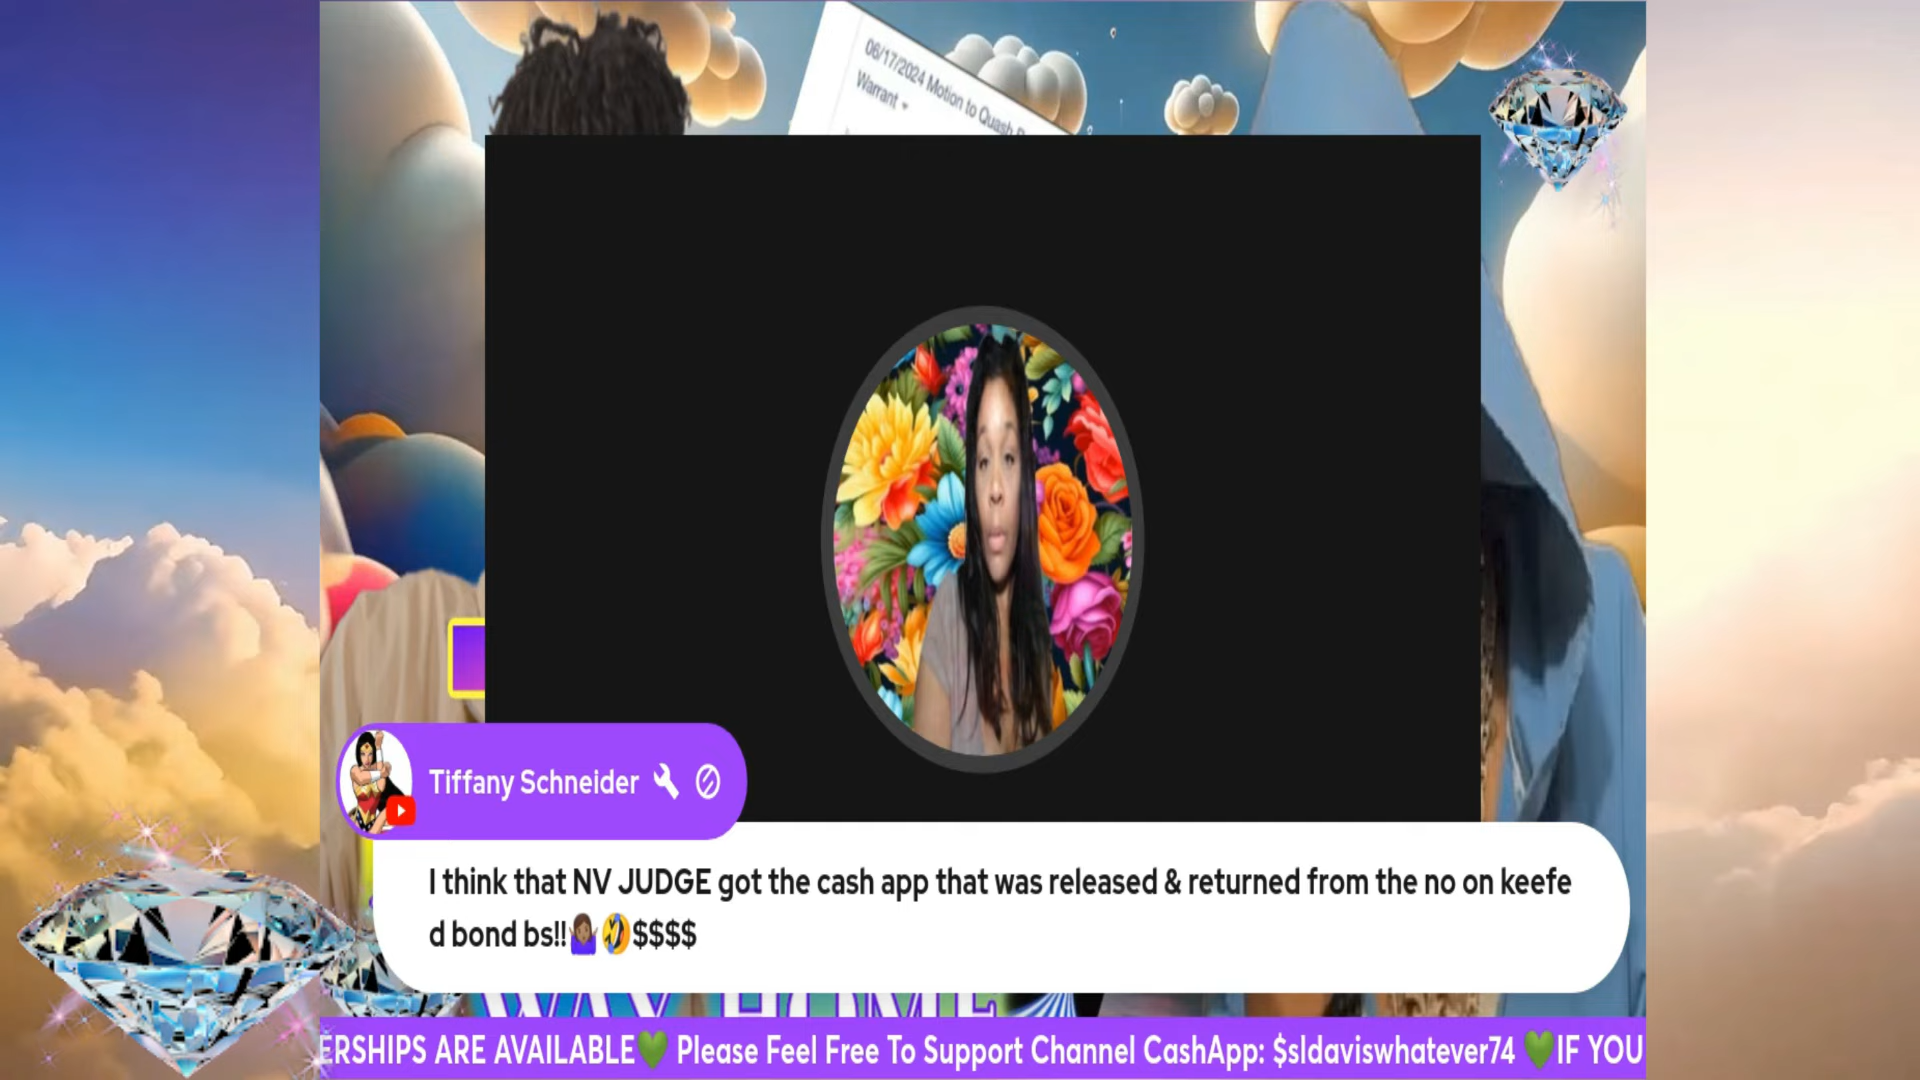 06/17/2024 Motion to Quash
Warrant
Tiffany Schneider
I think that NV JUDGE got the cash app that was released & returned from the no on keefe
d bond bs!!🤷🏽‍♀️🤣$$$$
WAY HOME
ERSHIPS ARE AVAILABLE💚 Please Feel Free To Support Channel CashApp: $sldaviswhatever74 💚IF YOU